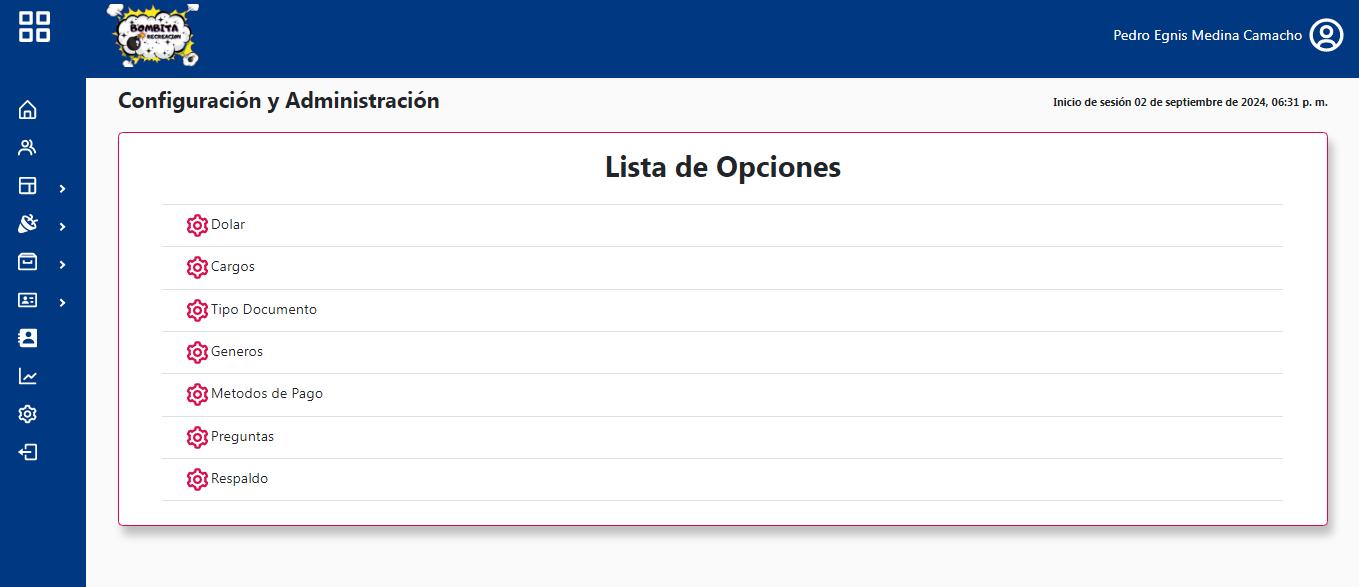 BOMBITA
RECREACION
Pedro Egnis Medina Camacho
Configuración y Administración
Inicio de sesión 02 de septiembre de 2024, 06:31 p. m.
Lista de Opciones
Dolar
Cargos
Tipo Documento
Generos
Metodos de Pago
Preguntas
Respaldo